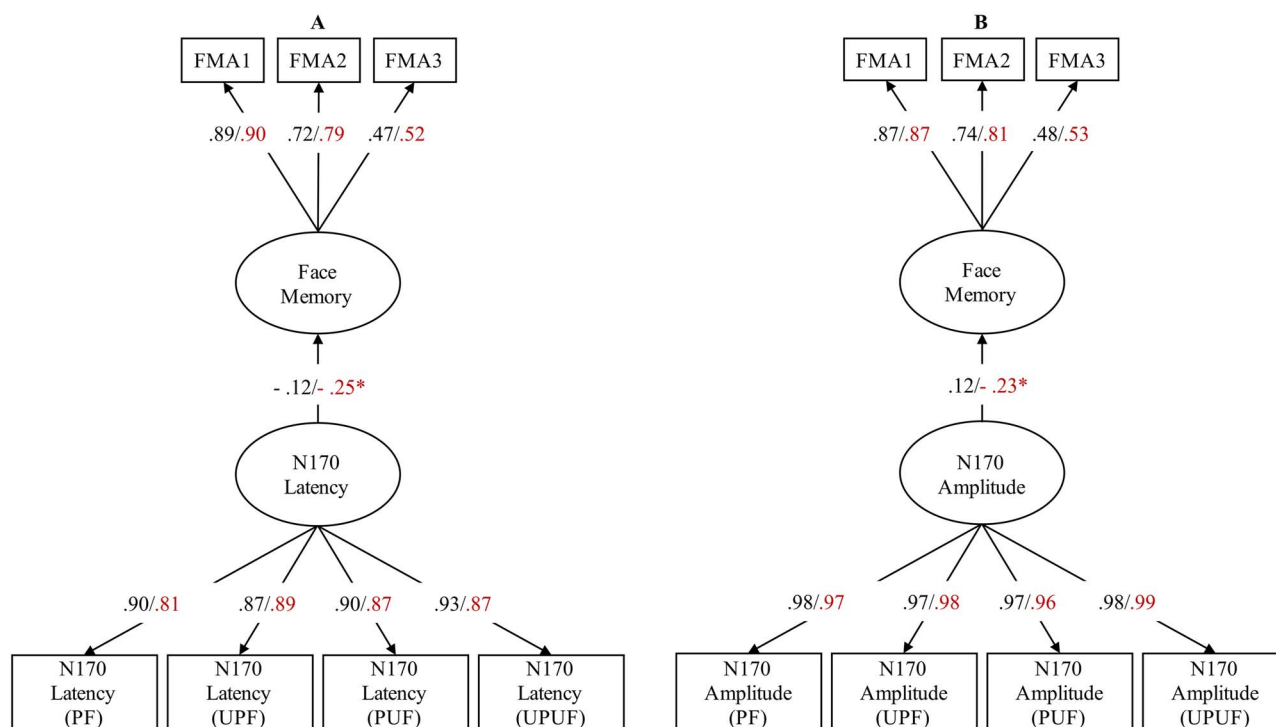 A
FMA1 FMA2 FMA3
.89/.90 .72/.79 .47/.52
Face
Memory
- .12/- .25*
N170
Latency
.90/.81 .87/.89 .90/.87 .93/.87
N170
Latency
(PF)
N170
Latency
(UPF)
N170
Latency
(PUF)
N170
Latency
(UPUF)
B
FMA1 FMA2 FMA3
.87/.87 .74/.81 .48/.53
Face
Memory
.12/- .23*
N170
Amplitude
.98/.97 .97/.98 .97/.96 .98/.99
N170
Amplitude
(PF)
N170
Amplitude
(UPF)
N170
Amplitude
(PUF)
N170
Amplitude
(UPUF)